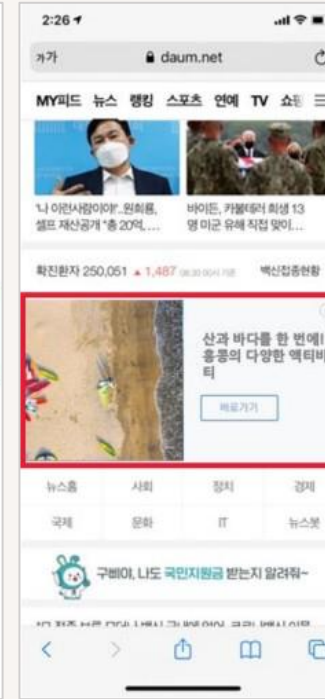 2:26
가가 daum.net
MY피드 뉴스 랭킹 스포츠 연예 TV 쇼핑
'나 이런사람이야!'..원희룡,
셀프 재산공개 "총 20억, ...
바이든, 카불테러 희생 13
명 미군 유해 직접 맞이...
확진환자 250,051 ▲ 1,487 백신접종현황
산과 바다를 한 번에!
홍콩의 다양한 액티비
티
바로가기
뉴스홈 사회 정치 경제
국제 문화 IT 뉴스봇
구삐야, 나도 국민지원금 받는지 알려줘~